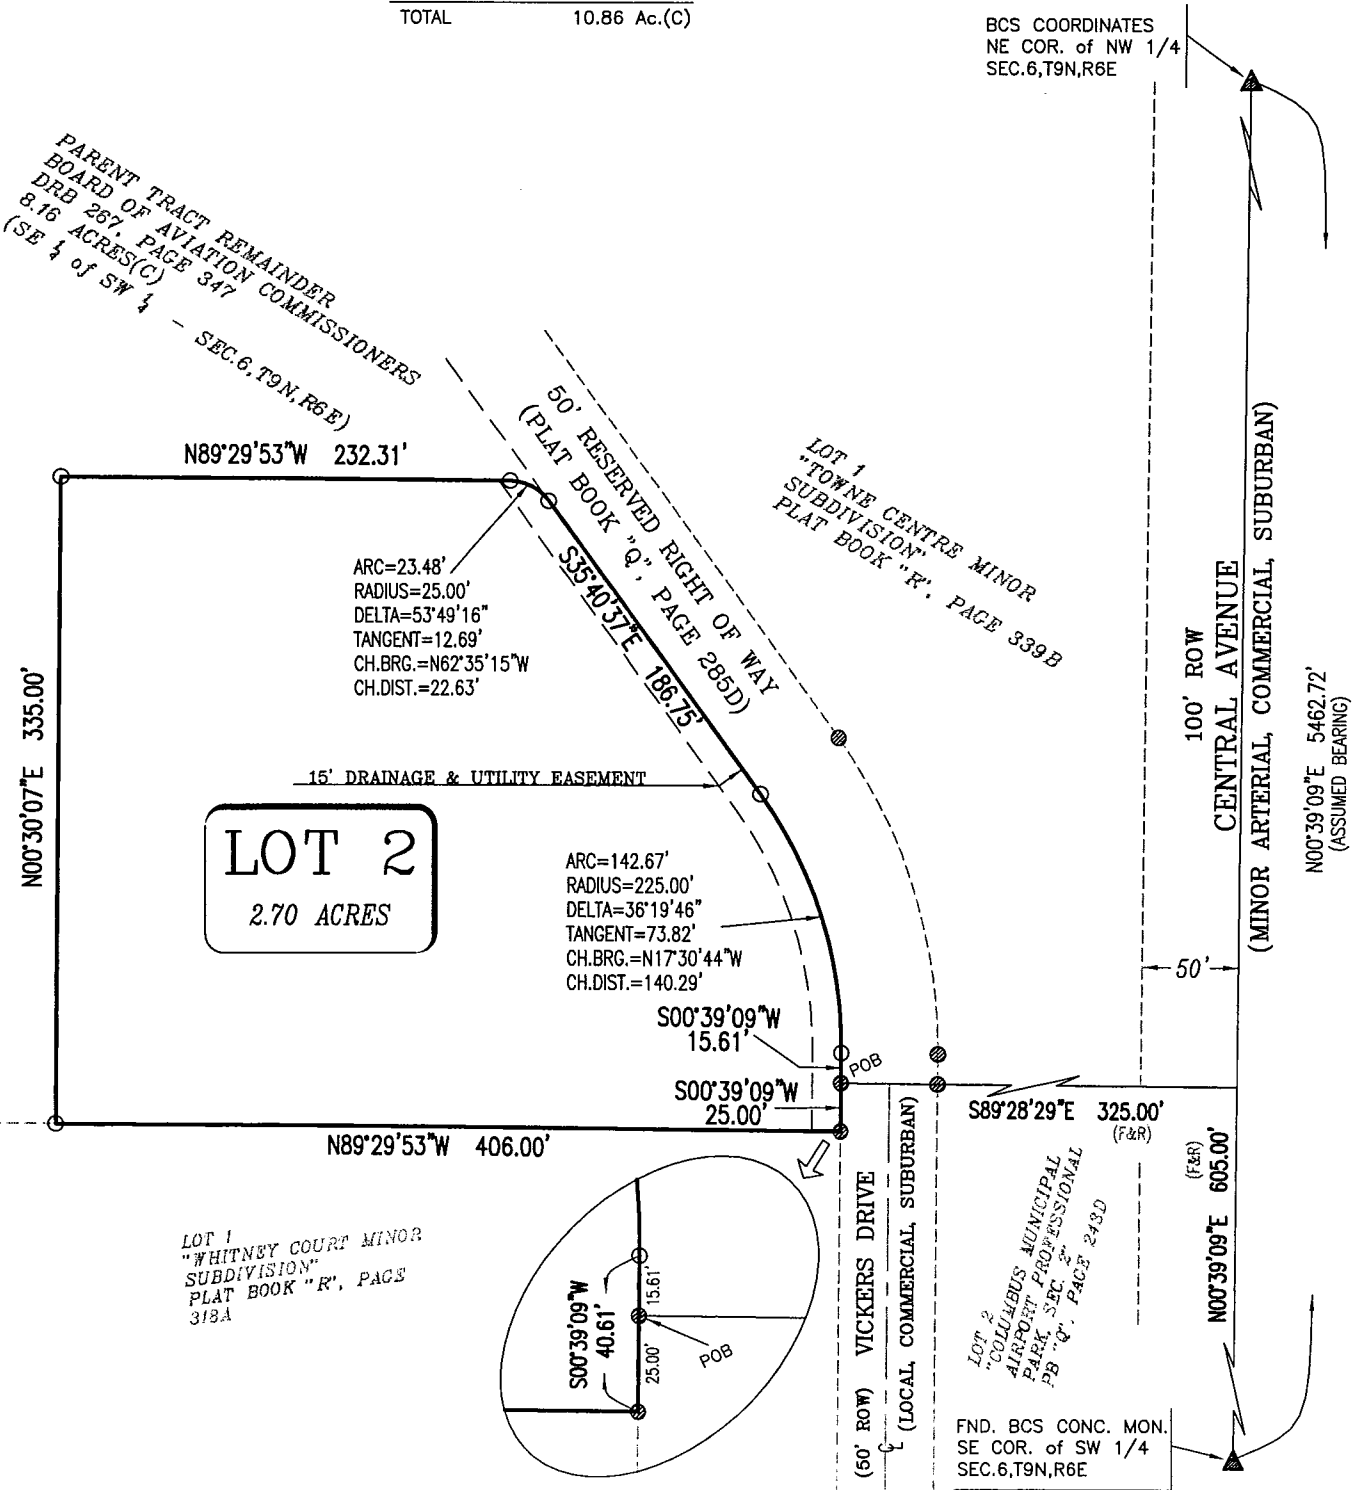 TOTAL 10.86 Ac.(C)
BCS COORDINATES
NE COR. of NW 1/4
SEC.6,T9N,R6E
PARENT TRACT REMAINDER
BOARD OF AVIATION COMMISSIONERS
DRB 267, PAGE 347
8.16 ACRES(C)
(SE 1/4 of SW 1/4 - SEC.6,T9N,R6E)
N89°29'53"W 232.31'
50' RESERVED RIGHT OF WAY
(PLAT BOOK "Q", PAGE 285D)
LOT 1
"TOWNE CENTRE MINOR
SUBDIVISION"
PLAT BOOK "R", PAGE 339B
ARC=23.48'
RADIUS=25.00'
DELTA=53°49'16"
TANGENT=12.69'
CH.BRG.=N62°35'15"W
CH.DIST.=22.63'
S35°40'37"E 186.75'
N00°30'07"E 335.00'
15' DRAINAGE & UTILITY EASEMENT
LOT 2
2.70 ACRES
ARC=142.67'
RADIUS=225.00'
DELTA=36°19'46"
TANGENT=73.82'
CH.BRG.=N17°30'44"W
CH.DIST.=140.29'
100' ROW
CENTRAL AVENUE
(MINOR ARTERIAL, COMMERCIAL, SUBURBAN)
N00°39'09"E 5462.72'
(ASSUMED BEARING)
50'
S00°39'09"W
15.61'
POB
S00°39'09"W
25.00'
S89°28'29"E 325.00'
(F&R)
N89°29'53"W 406.00'
(F&R)
N00°39'09"E 605.00'
LOT 1
"WHITNEY COURT MINOR
SUBDIVISION"
PLAT BOOK "R", PAGE
318A
S00°39'09"W
40.61'
15.61'
25.00'
POB
(50' ROW) VICKERS DRIVE
(LOCAL, COMMERCIAL, SUBURBAN)
LOT 2
"COLUMBUS MUNICIPAL
AIRPORT PROFESSIONAL
PARK, SEC. 2"
PB "Q", PAGE 243D
FND. BCS CONC. MON.
SE COR. of SW 1/4
SEC.6,T9N,R6E